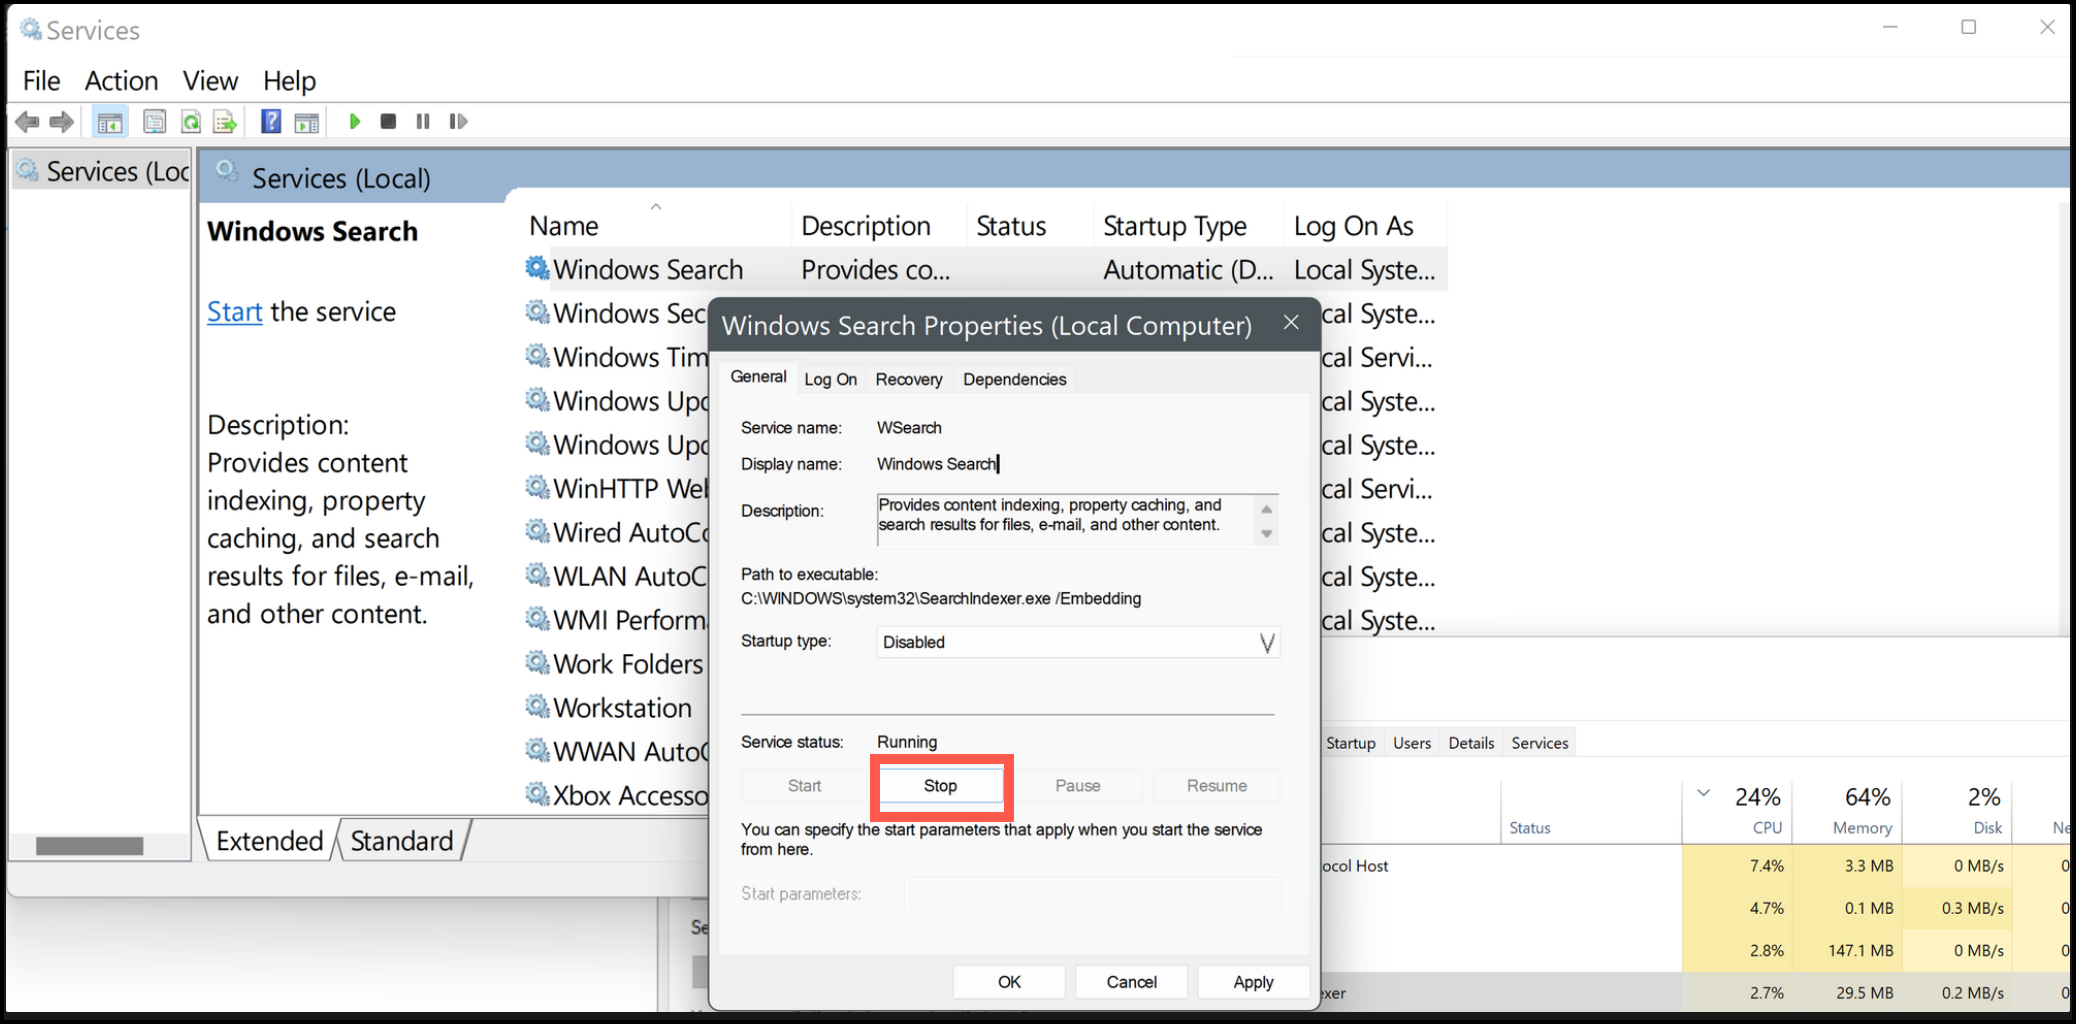 Services
File Action View Help
Services (Loc
Services (Local)
Windows Search
Start the service
Description:
Provides content
indexing, property
caching, and search
results for files, e-mail,
and other content.
Name Description Status Startup Type Log On As
Windows Search Provides co... Automatic (D... Local Syste...
Windows Sec cal Syste...
Windows Tim cal Servi...
Windows Upd cal Syste...
Windows Upd cal Syste...
WinHTTP Web cal Servi...
Wired AutoCo cal Syste...
WLAN AutoC cal Syste...
WMI Performa cal Syste...
Work Folders
Workstation
WWAN AutoC
Xbox Accesso
Extended Standard
Windows Search Properties (Local Computer)
General Log On Recovery Dependencies
Service name: WSearch
Display name: Windows Search
Description: Provides content indexing, property caching, and
search results for files, e-mail, and other content.
Path to executable:
C:\WINDOWS\system32\SearchIndexer.exe /Embedding
Startup type: Disabled
Service status: Running
Start Stop Pause Resume
You can specify the start parameters that apply when you start the service
from here.
Start parameters:
OK Cancel Apply
Se
Startup Users Details Services
24% 64% 2%
Status CPU Memory Disk Ne
ocol Host 7.4% 3.3 MB 0 MB/s 0
4.7% 0.1 MB 0.3 MB/s 0
2.8% 147.1 MB 0 MB/s 0
exer 2.7% 29.5 MB 0.2 MB/s 0